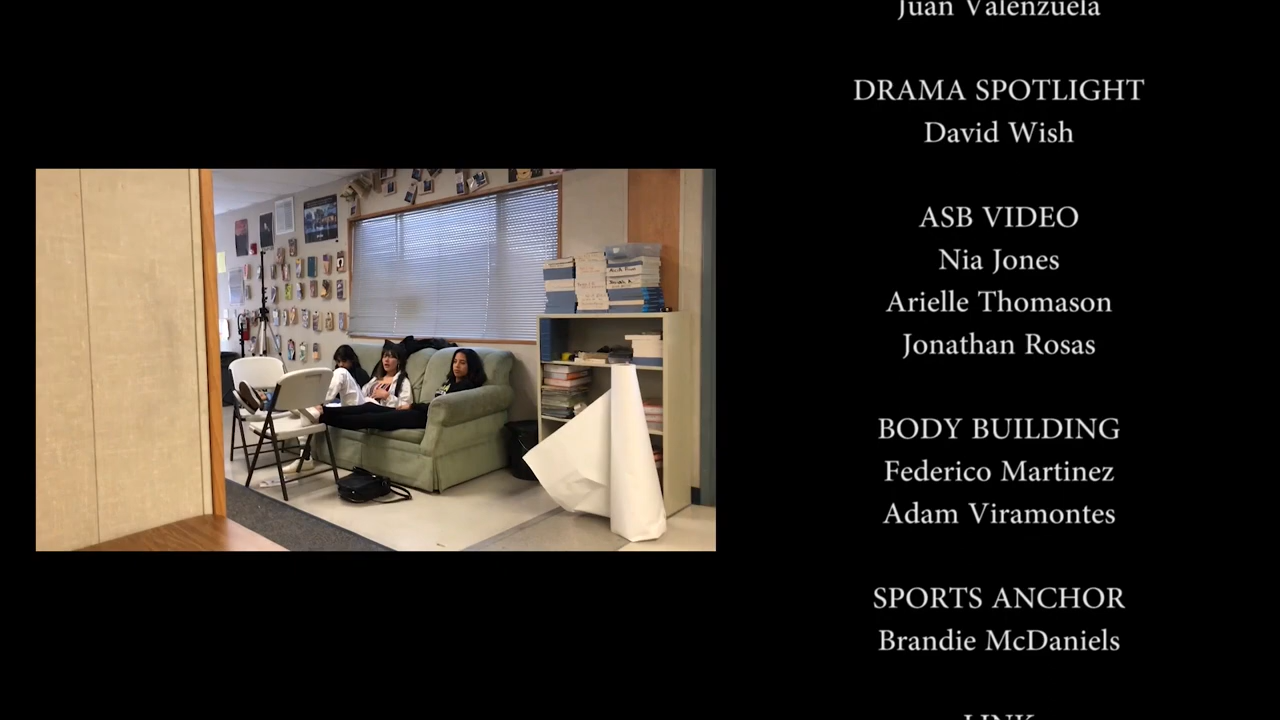 Juan Valenzuela
DRAMA SPOTLIGHT
David Wish
ASB VIDEO
Nia Jones
Arielle Thomason
Jonathan Rosas
BODY BUILDING
Federico Martinez
Adam Viramontes
SPORTS ANCHOR
Brandie McDaniels
LINK